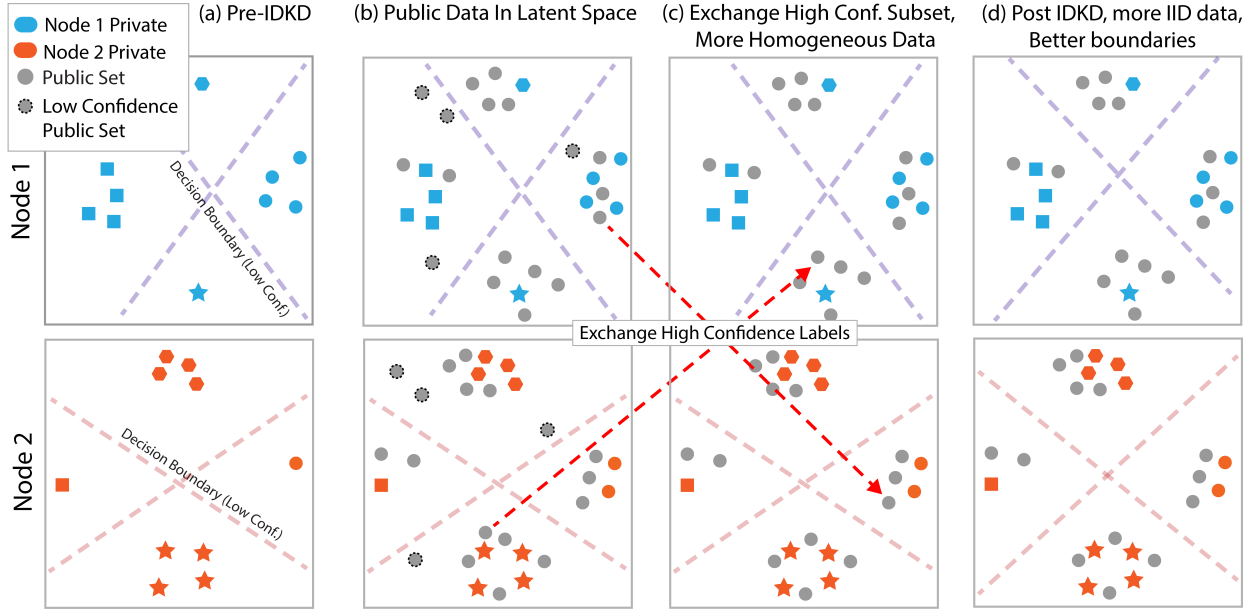 (a) Pre-IDKD
(b) Public Data In Latent Space
(c) Exchange High Conf. Subset,
More Homogeneous Data
(d) Post IDKD, more IID data,
Better boundaries
Node 1 Private
Node 2 Private
Public Set
Low Confidence
Public Set
Node 1
Decision Boundary (Low Conf.)
Exchange High Confidence Labels
Node 2
Decision Boundary (Low Conf.)